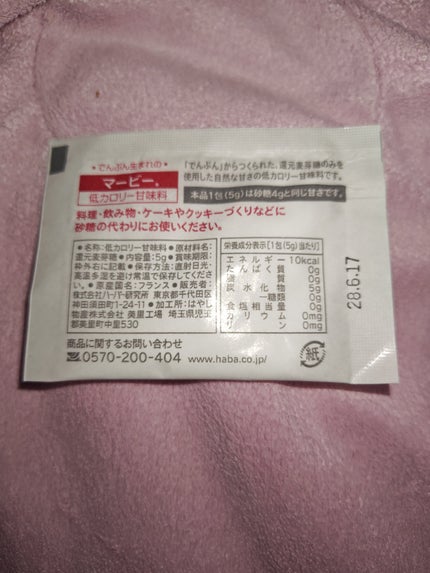 •でんぷん生まれの•
マービー®
低カロリー甘味料
「でんぷん」からつくられた、還元麦芽糖のみを
使用した自然な甘さの低カロリー甘味料です。
本品1包(5g)は砂糖4gと同じ甘さです。
料理・飲み物・ケーキやクッキーづくりなどに
砂糖の代わりにお使いください。
●名称:低カロリー甘味料●原材料名:
還元麦芽糖●内容量:5g●賞味期限:
枠外右に記載●保存方法:直射日光・
高温多湿を避け常温で保存してくださ
い。●原産国名:フランス●販売者:
株式会社ハーバー研究所 東京都千代田区
神田須田町1-24-11●加工所:はやし
物産株式会社 美里工場 埼玉県児玉
郡美里町中里530
栄養成分表示[1包(5g)当たり]
エネルギー 10kcal
たんぱく質 0g
脂質 0g
炭水化物 5g
-糖類 0g
食塩相当量 0g
カリウム 0mg
リン 0mg
28.6.17
商品に関するお問い合わせ
0570-200-404 www.haba.co.jp/
紙